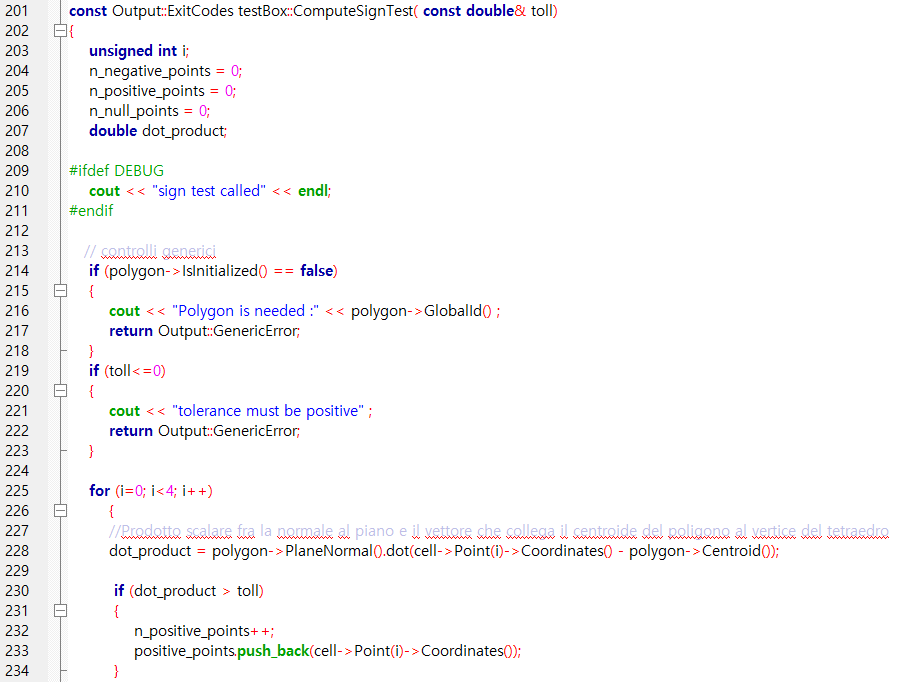 201 const Output::ExitCodes testBox::ComputeSignTest( const double& toll)
202 {
203 unsigned int i;
204 n_negative_points = 0;
205 n_positive_points = 0;
206 n_null_points = 0;
207 double dot_product;
208
209 #ifdef DEBUG
210 cout << "sign test called" << endl;
211 #endif
212
213 // controlli generici
214 if (polygon->IsInitialized() == false)
215 {
216 cout << "Polygon is needed :" << polygon->GlobalId() ;
217 return Output::GenericError;
218 }
219 if (toll<=0)
220 {
221 cout << "tolerance must be positive" ;
222 return Output::GenericError;
223 }
224
225 for (i=0; i<4; i++)
226 {
227 //Prodotto scalare fra la normale al piano e il vettore che collega il centroide del poligono al vertice del tetraedro
228 dot_product = polygon->PlaneNormal().dot(cell->Point(i)->Coordinates() - polygon->Centroid());
229
230 if (dot_product > toll)
231 {
232 n_positive_points++;
233 positive_points.push_back(cell->Point(i)->Coordinates());
234 }